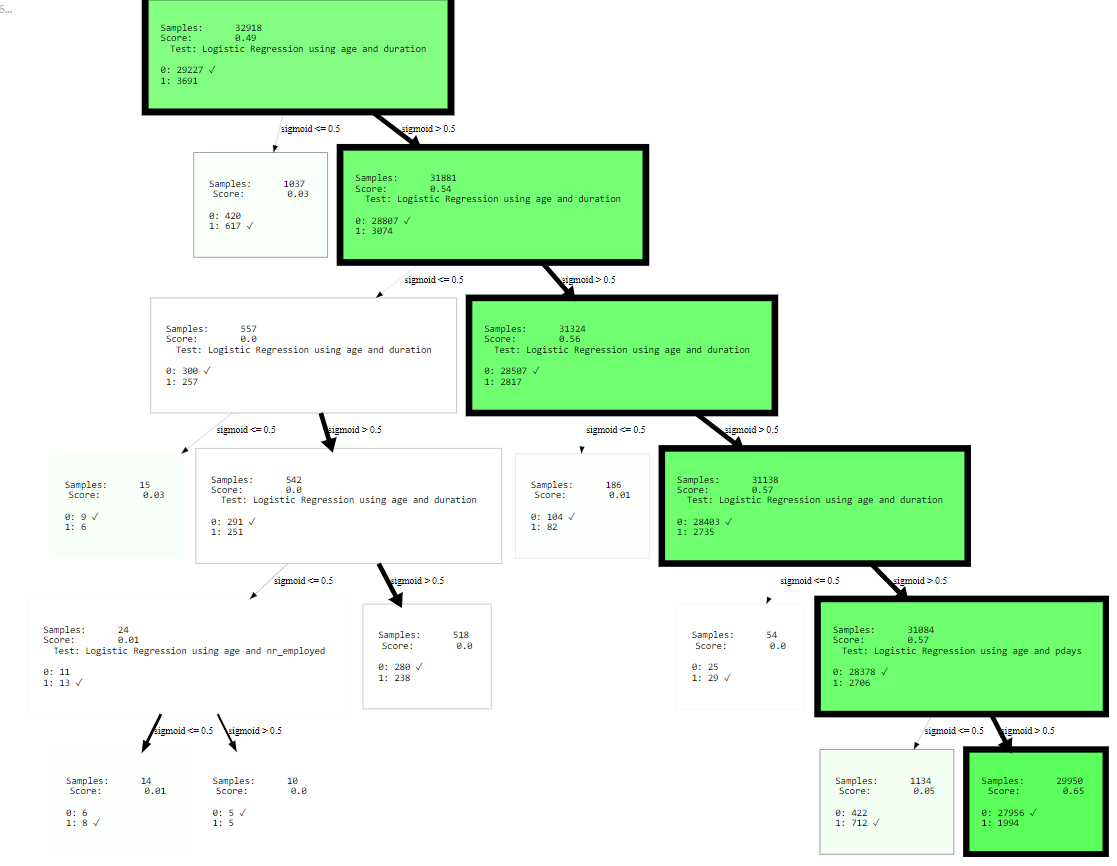 6...
Samples: 32918
Score: 0.49
Test: Logistic Regression using age and duration
0: 29227 ✓
1: 3691
sigmoid <= 0.5
sigmoid > 0.5
Samples: 1037
Score: 0.03
0: 420
1: 617 ✓
Samples: 31881
Score: 0.54
Test: Logistic Regression using age and duration
0: 28807 ✓
1: 3074
sigmoid <= 0.5
sigmoid > 0.5
Samples: 557
Score: 0.0
Test: Logistic Regression using age and duration
0: 300 ✓
1: 257
Samples: 31324
Score: 0.56
Test: Logistic Regression using age and duration
0: 28507 ✓
1: 2817
sigmoid <= 0.5
sigmoid > 0.5
sigmoid <= 0.5
sigmoid > 0.5
Samples: 15
Score: 0.03
0: 9 ✓
1: 6
Samples: 542
Score: 0.0
Test: Logistic Regression using age and duration
0: 291 ✓
1: 251
Samples: 186
Score: 0.01
0: 104 ✓
1: 82
Samples: 31138
Score: 0.57
Test: Logistic Regression using age and duration
0: 28403 ✓
1: 2735
sigmoid <= 0.5
sigmoid > 0.5
sigmoid <= 0.5
sigmoid > 0.5
Samples: 24
Score: 0.01
Test: Logistic Regression using age and nr_employed
0: 11
1: 13 ✓
Samples: 518
Score: 0.0
0: 280 ✓
1: 238
Samples: 54
Score: 0.0
0: 25
1: 29 ✓
Samples: 31084
Score: 0.57
Test: Logistic Regression using age and pdays
0: 28378 ✓
1: 2706
sigmoid <= 0.5
sigmoid > 0.5
sigmoid <= 0.5
sigmoid > 0.5
Samples: 14
Score: 0.01
0: 6
1: 8 ✓
Samples: 10
Score: 0.0
0: 5 ✓
1: 5
Samples: 1134
Score: 0.05
0: 422
1: 712 ✓
Samples: 29950
Score: 0.65
0: 27956 ✓
1: 1994